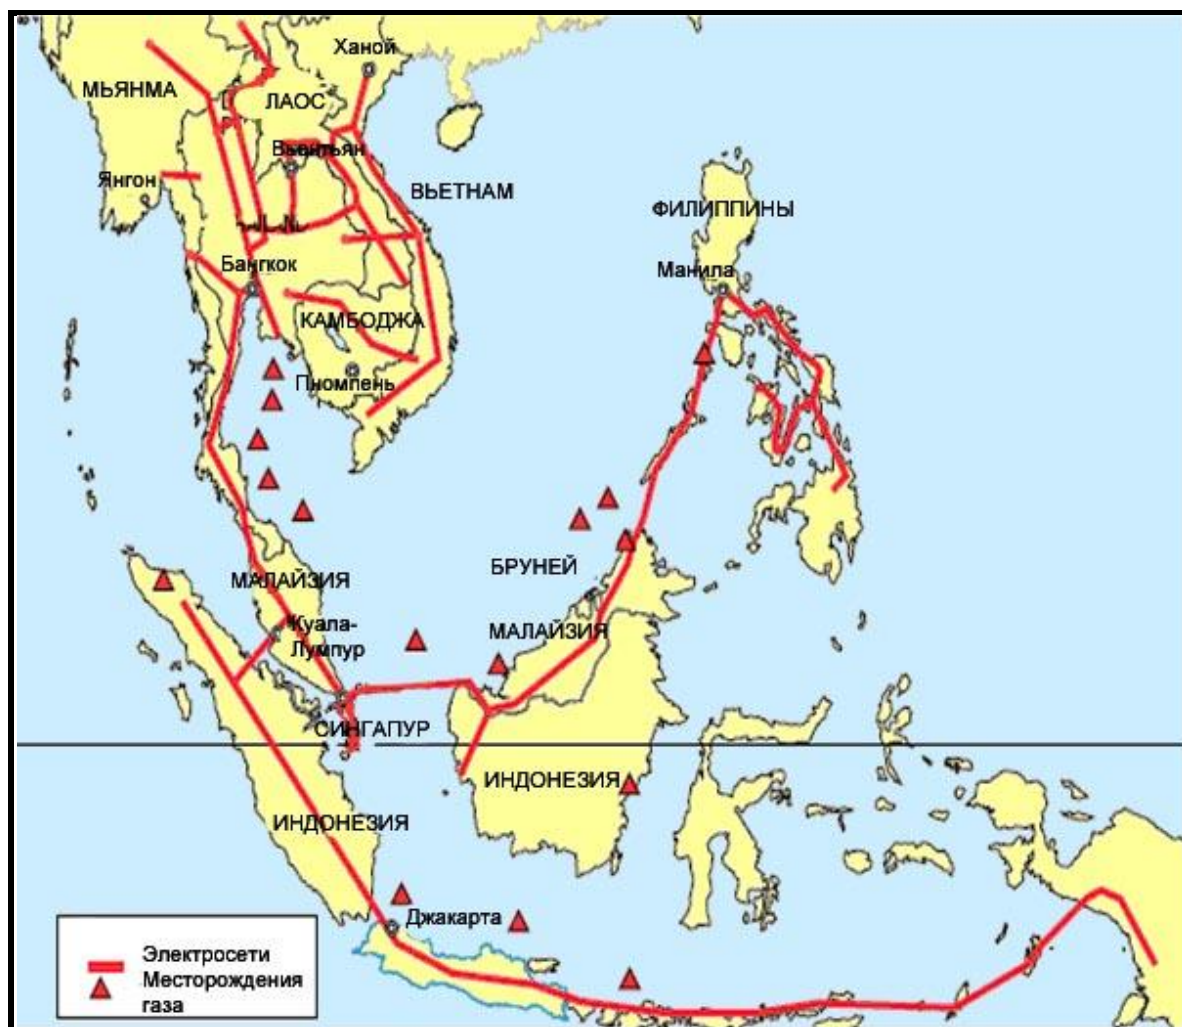 Ханой
МЬЯНМА
ЛАОС
Вьентьян
Янгон
ВЬЕТНАМ
ФИЛИППИНЫ
Бангкок
Манила
КАМБОДЖА
Пномпень
БРУНЕЙ
МАЛАЙЗИЯ
Куала-
Лумпур
МАЛАЙЗИЯ
СИНГАПУР
ИНДОНЕЗИЯ
ИНДОНЕЗИЯ
Джакарта
Электросети
Месторождения
газа